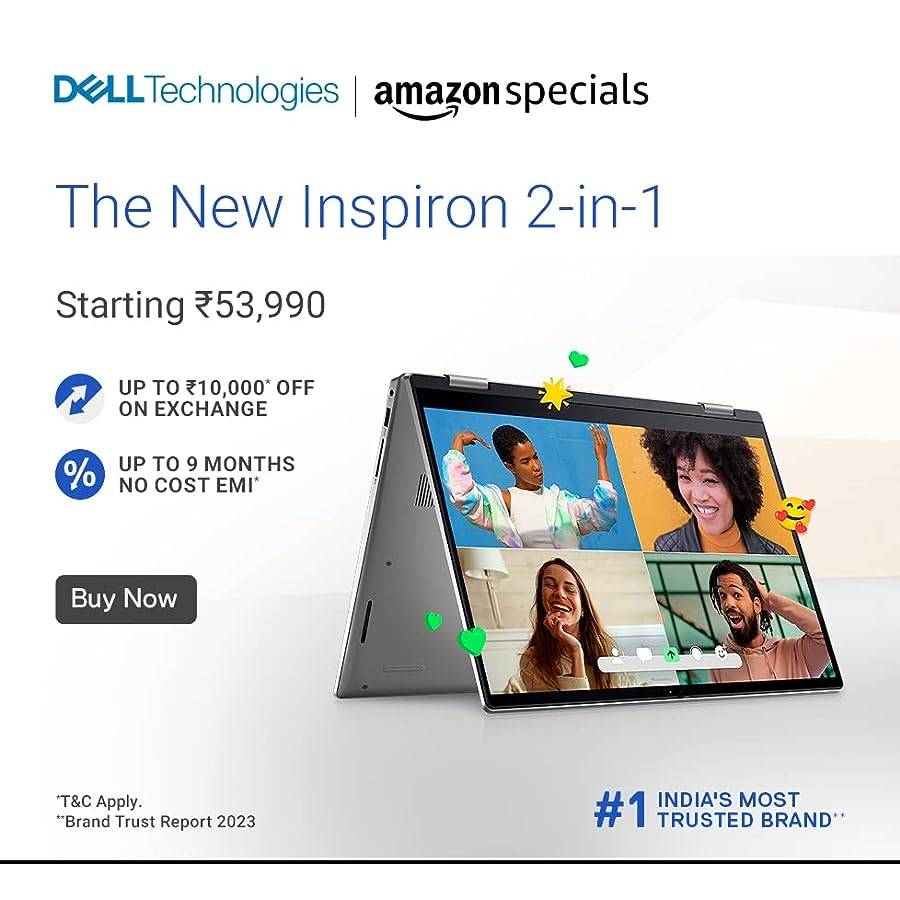 DELLTechnologies | amazonspecials
The New Inspiron 2-in-1
Starting ₹53,990
UP TO ₹10,000* OFF
ON EXCHANGE
%
UP TO 9 MONTHS
NO COST EMI*
Buy Now
*T&C Apply.
**Brand Trust Report 2023
#1 INDIA'S MOST
TRUSTED BRAND**